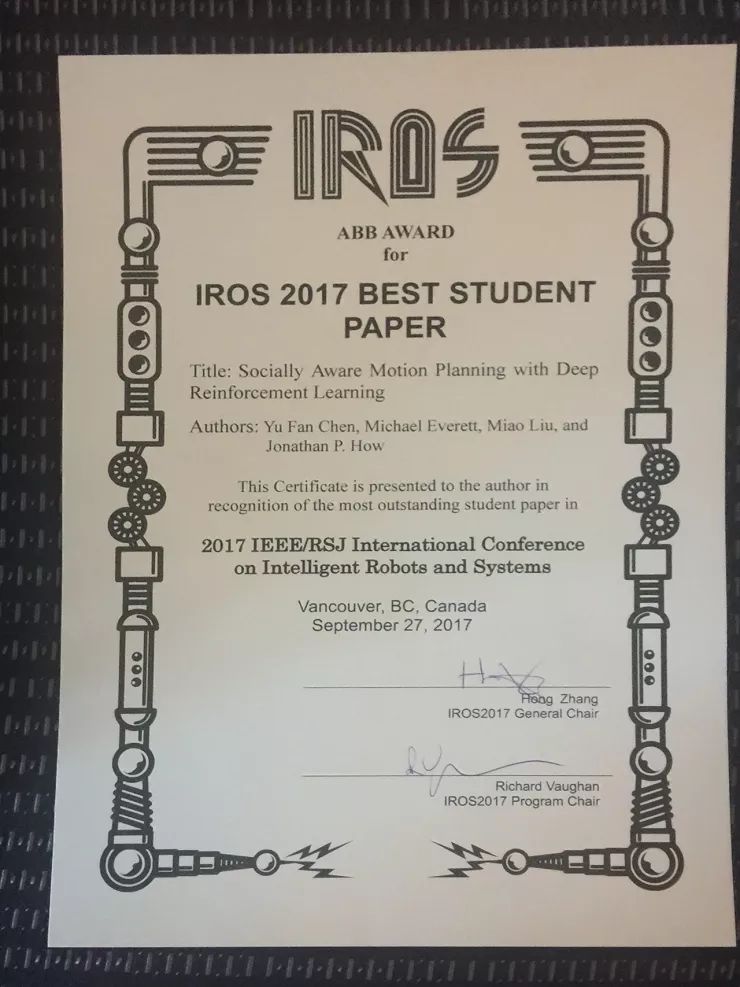 IROS
ABB AWARD
for
IROS 2017 BEST STUDENT
PAPER
Title: Socially Aware Motion Planning with Deep
Reinforcement Learning
Authors: Yu Fan Chen, Michael Everett, Miao Liu, and
Jonathan P. How
This Certificate is presented to the author in
recognition of the most outstanding student paper in
2017 IEEE/RSJ International Conference
on Intelligent Robots and Systems
Vancouver, BC, Canada
September 27, 2017
Hong Zhang
IROS2017 General Chair
Richard Vaughan
IROS2017 Program Chair